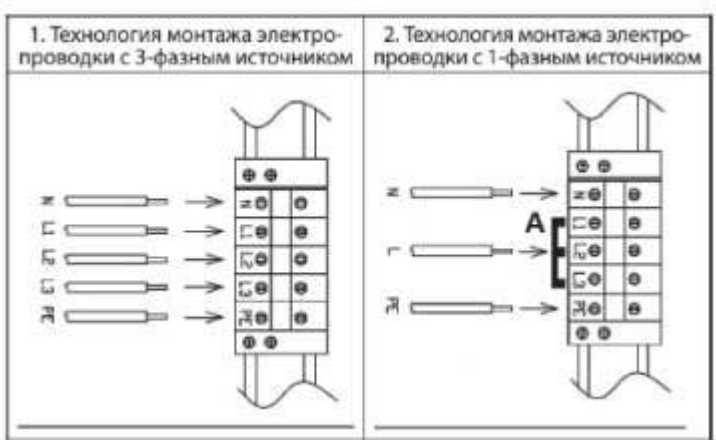 1. Технология монтажа электро-
проводки с 3-фазным источником
2. Технология монтажа электро-
проводки с 1-фазным источником
N
L1
L2
L3
PE
N
L1
L2
L3
PE
N
L
PE
A
N
L1
L2
L3
PE